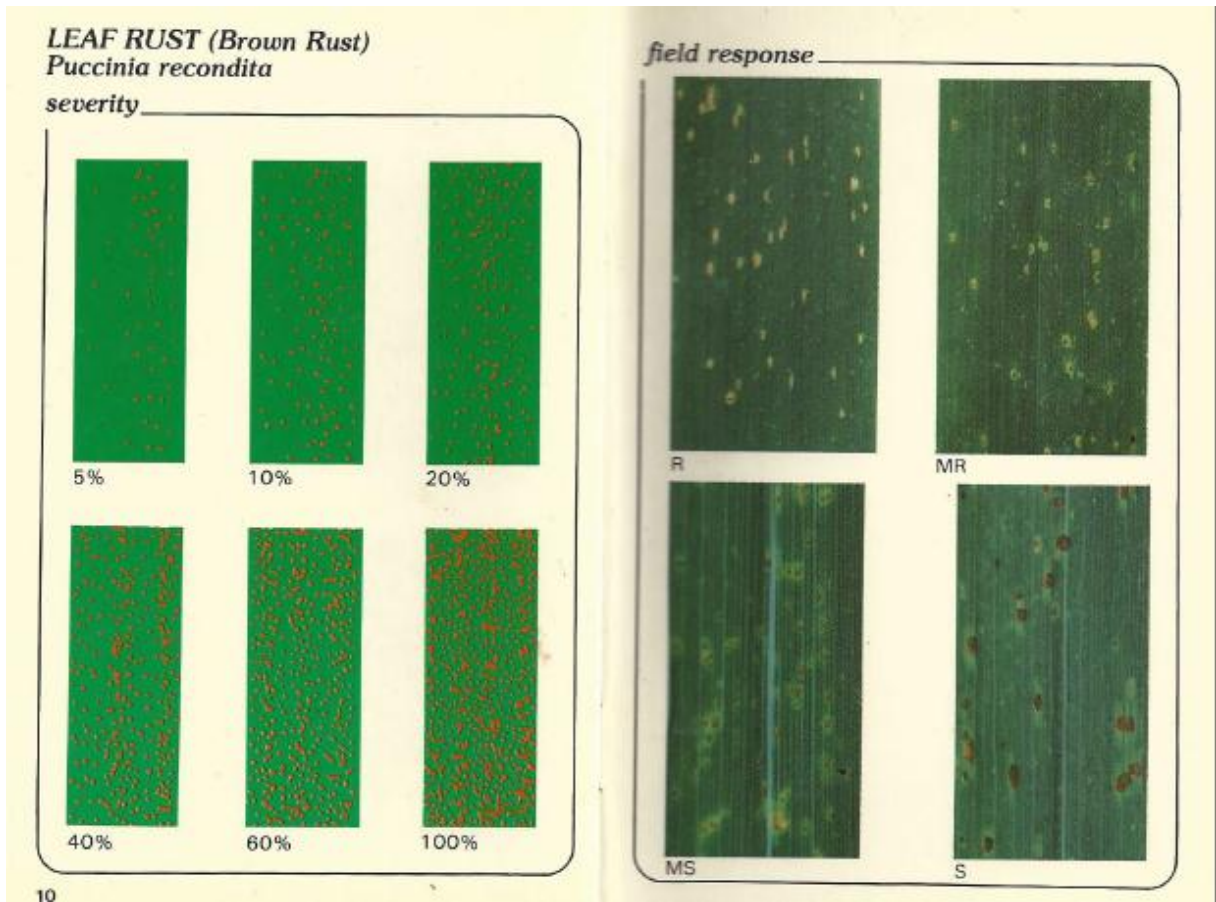 LEAF RUST (Brown Rust)
Puccinia recondita
severity
5%
10%
20%
40%
60%
100%
10
field response
R
MR
MS
S